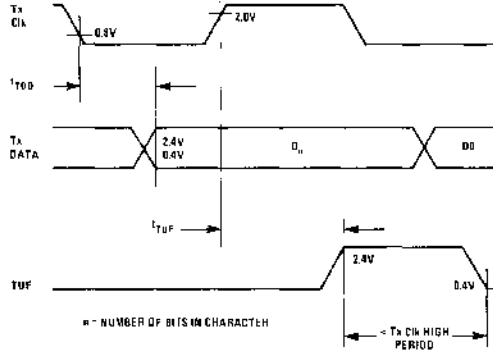 Tx
Clk
0.8V
2.0V
tTOD
Tx
DATA
2.4V
0.4V
Dn
D0
tTUF
TUF
2.4V
0.4V
n = NUMBER OF BITS IN CHARACTER
< Tx Clk HIGH
PERIOD